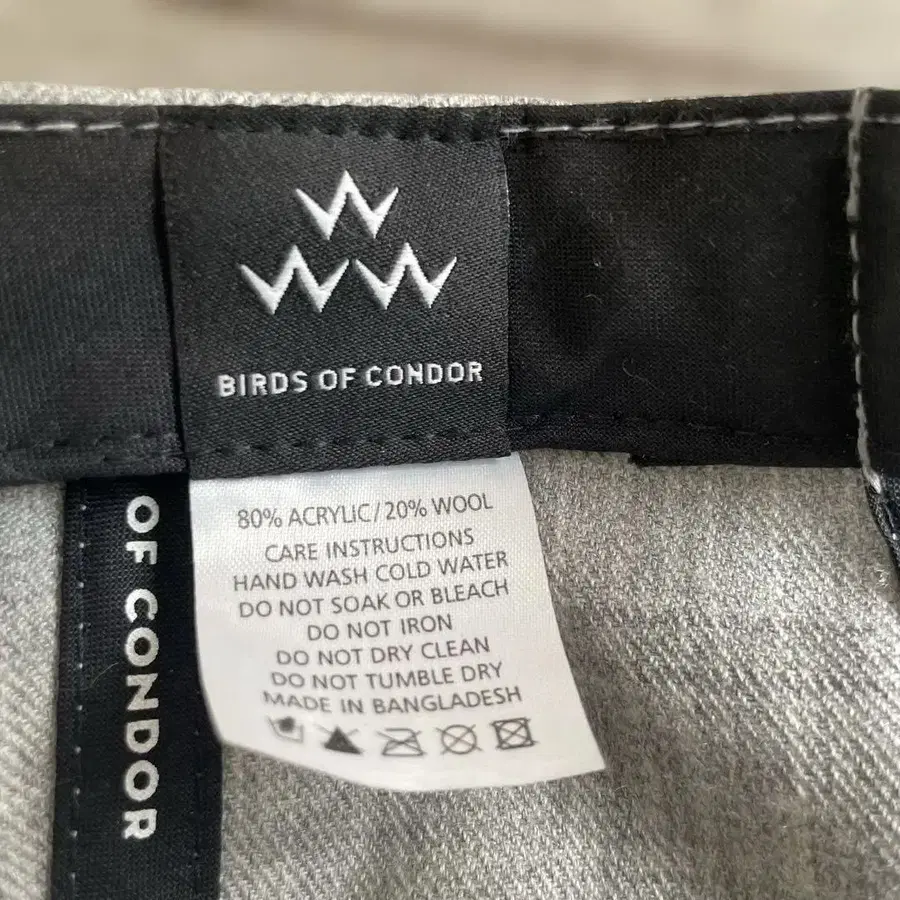 BIRDS OF CONDOR
80% ACRYLIC/20% WOOL
CARE INSTRUCTIONS
HAND WASH COLD WATER
DO NOT SOAK OR BLEACH
DO NOT IRON
DO NOT DRY CLEAN
DO NOT TUMBLE DRY
MADE IN BANGLADESH
OF CONDOR